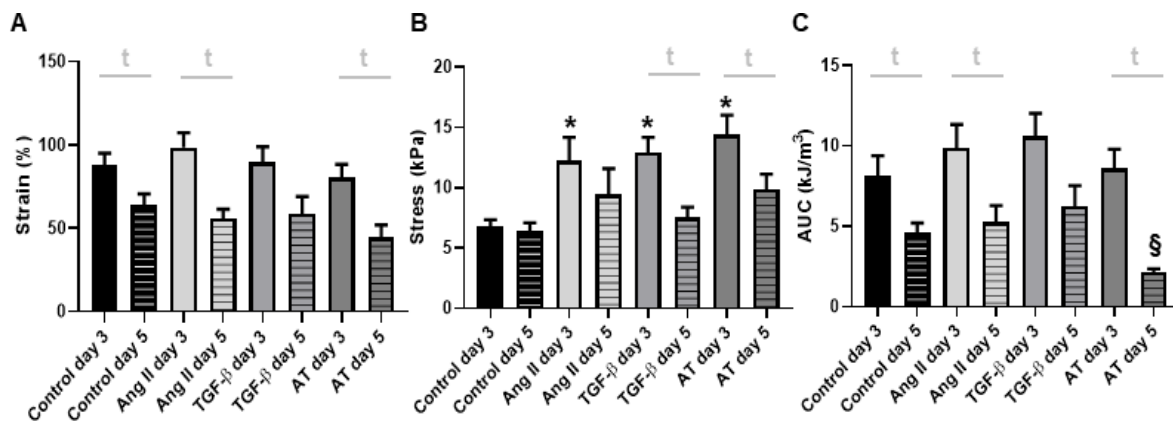 A
t t t
150
100
50
0
Strain (%)
Control day 3
Control day 5
Ang II day 3
Ang II day 5
TGF-β day 3
TGF-β day 5
AT day 3
AT day 5
B
t t
20
15
10
5
0
Stress (kPa)
* * *
Control day 3
Control day 5
Ang II day 3
Ang II day 5
TGF-β day 3
TGF-β day 5
AT day 3
AT day 5
C
t t t
15
10
5
0
AUC (kJ/m³)
§
Control day 3
Control day 5
Ang II day 3
Ang II day 5
TGF-β day 3
TGF-β day 5
AT day 3
AT day 5